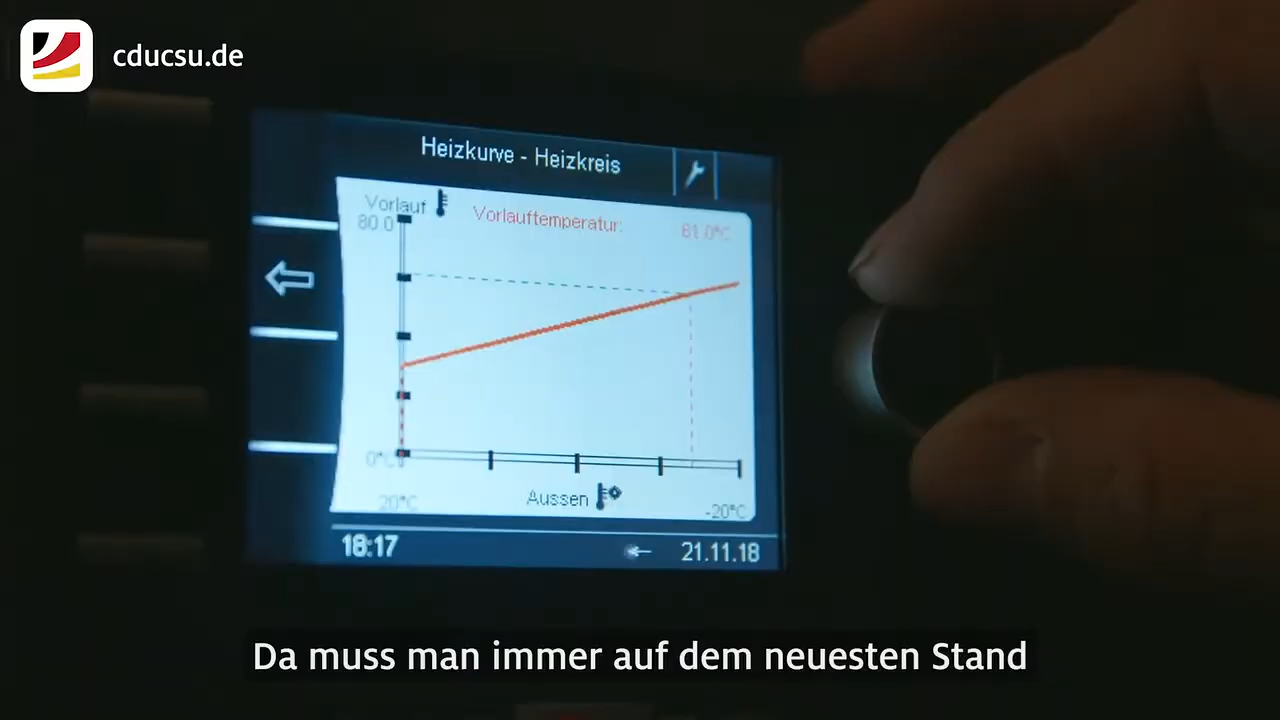 cducsu.de
Heizkurve - Heizkreis
Vorlauf
Vorlauftemperatur: 61.0°C
80.0
0°C
20°C
Aussen
-20°C
18:17
21.11.18
Da muss man immer auf dem neuesten Stand